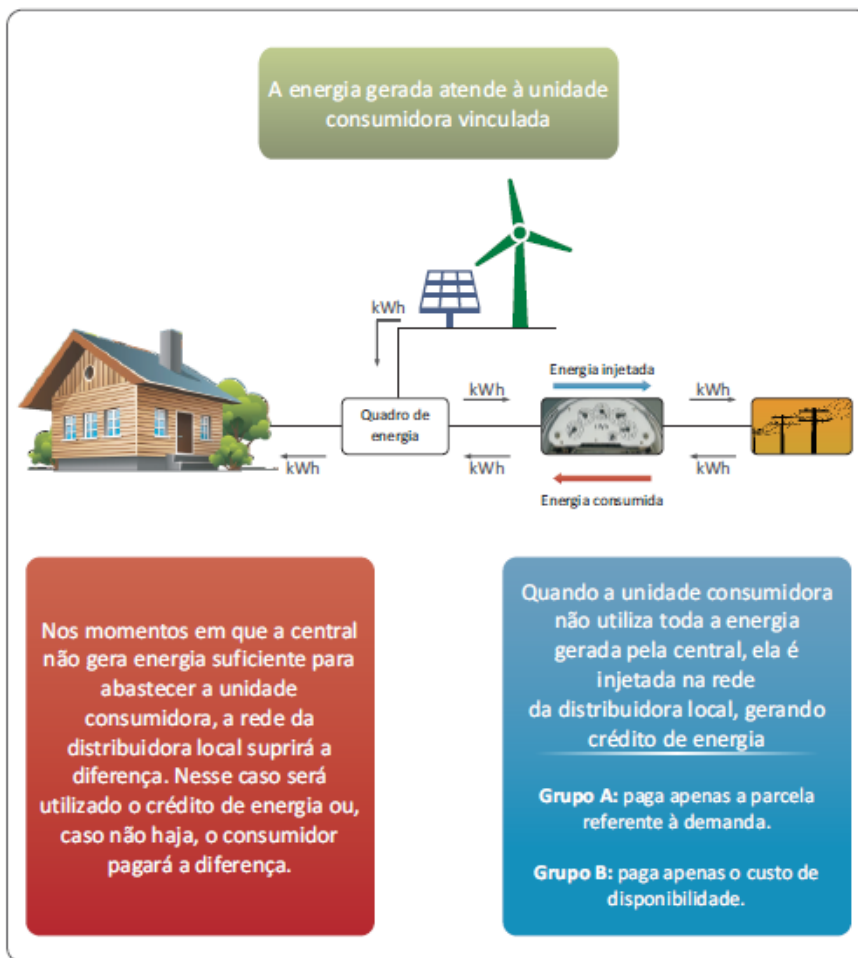 A energia gerada atende à unidade
consumidora vinculada
kWh
Energia injetada
kWh
kWh
Quadro de
energia
kWh
kWh
kWh
Energia consumida
Nos momentos em que a central
não gera energia suficiente para
abastecer a unidade
consumidora, a rede da
distribuidora local suprirá a
diferença. Nesse caso será
utilizado o crédito de energia ou,
caso não haja, o consumidor
pagará a diferença.
Quando a unidade consumidora
não utiliza toda a energia
gerada pela central, ela é
injetada na rede
da distribuidora local, gerando
crédito de energia
Grupo A: paga apenas a parcela
referente à demanda.
Grupo B: paga apenas o custo de
disponibilidade.